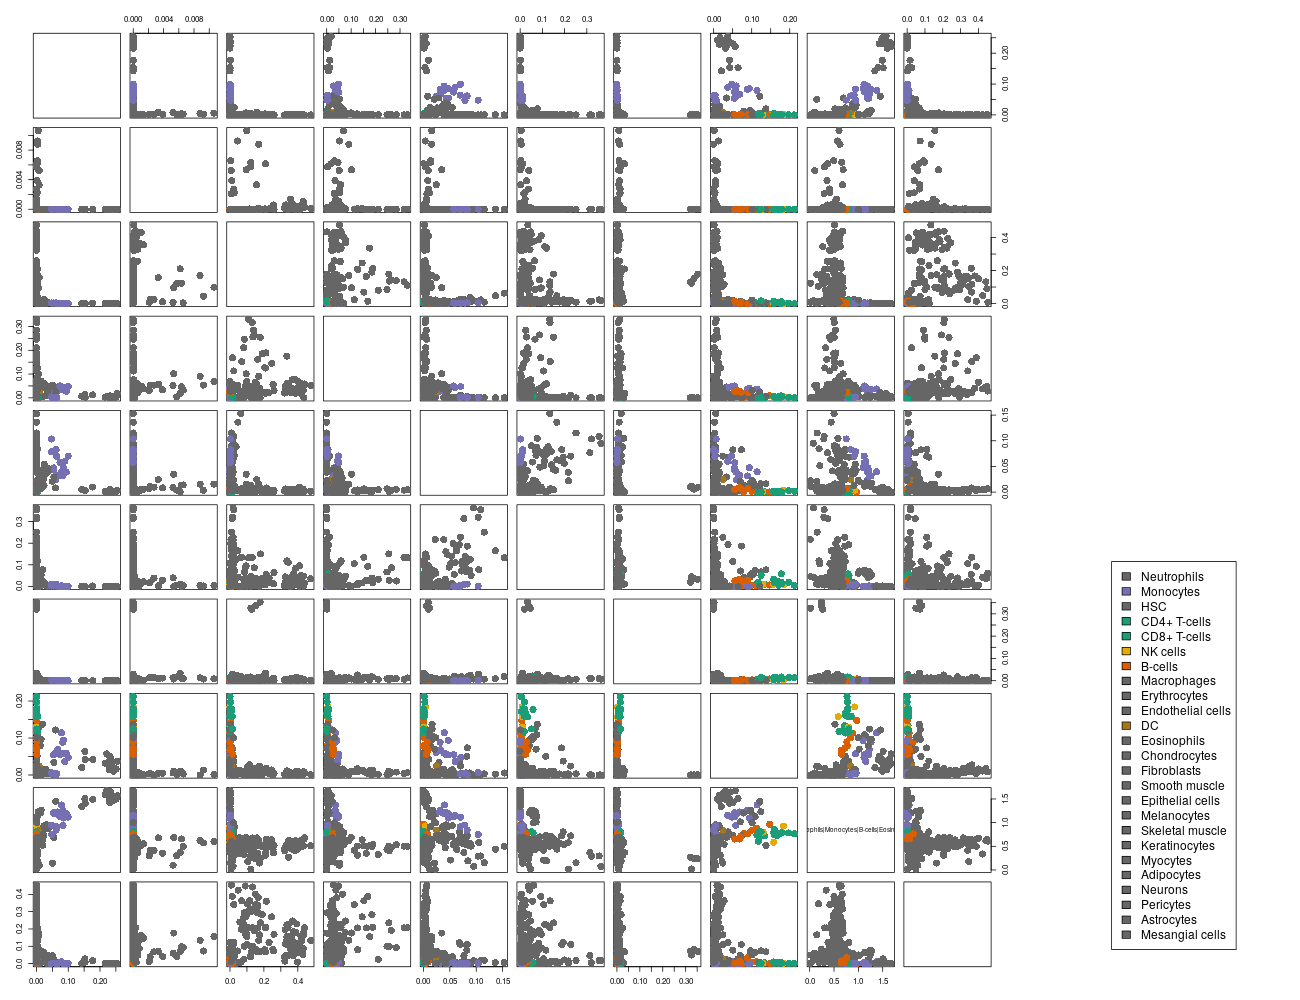 0.000 0.004 0.008
0.00 0.10 0.20 0.30
0.0 0.1 0.2 0.3
0.00 0.10 0.20
0.0 0.1 0.2 0.3 0.4
0.00 0.10 0.20
0.000 0.004 0.008
0.0 0.2 0.4
0.00 0.10 0.20 0.30
0.00 0.05 0.10 0.15
0.0 0.1 0.2 0.3
0.00 0.10 0.20 0.30
0.00 0.10 0.20
0.0 0.5 1.0 1.5
0.0 0.1 0.2 0.3 0.4
0.00 0.10 0.20
0.0 0.2 0.4
0.00 0.05 0.10 0.15
0.00 0.10 0.20 0.30
0.0 0.5 1.0 1.5
Neutrophils
Monocytes
HSC
CD4+ T-cells
CD8+ T-cells
NK cells
B-cells
Macrophages
Erythrocytes
Endothelial cells
DC
Eosinophils
Chondrocytes
Fibroblasts
Smooth muscle
Epithelial cells
Melanocytes
Skeletal muscle
Keratinocytes
Myocytes
Adipocytes
Neurons
Pericytes
Astrocytes
Mesangial cells